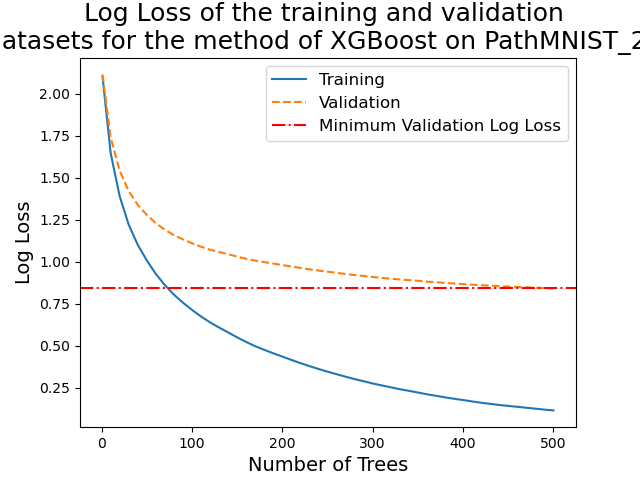 Log Loss of the training and validation
atasets for the method of XGBoost on PathMNIST_2
Training
Validation
Minimum Validation Log Loss
Log Loss
2.00
1.75
1.50
1.25
1.00
0.75
0.50
0.25
0 100 200 300 400 500
Number of Trees